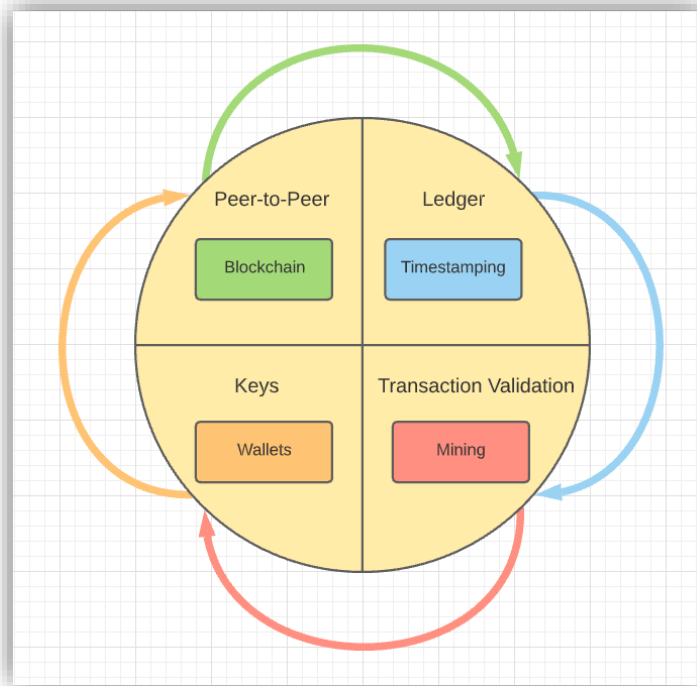 Peer-to-Peer
Ledger
Blockchain
Timestamping
Keys
Transaction Validation
Wallets
Mining